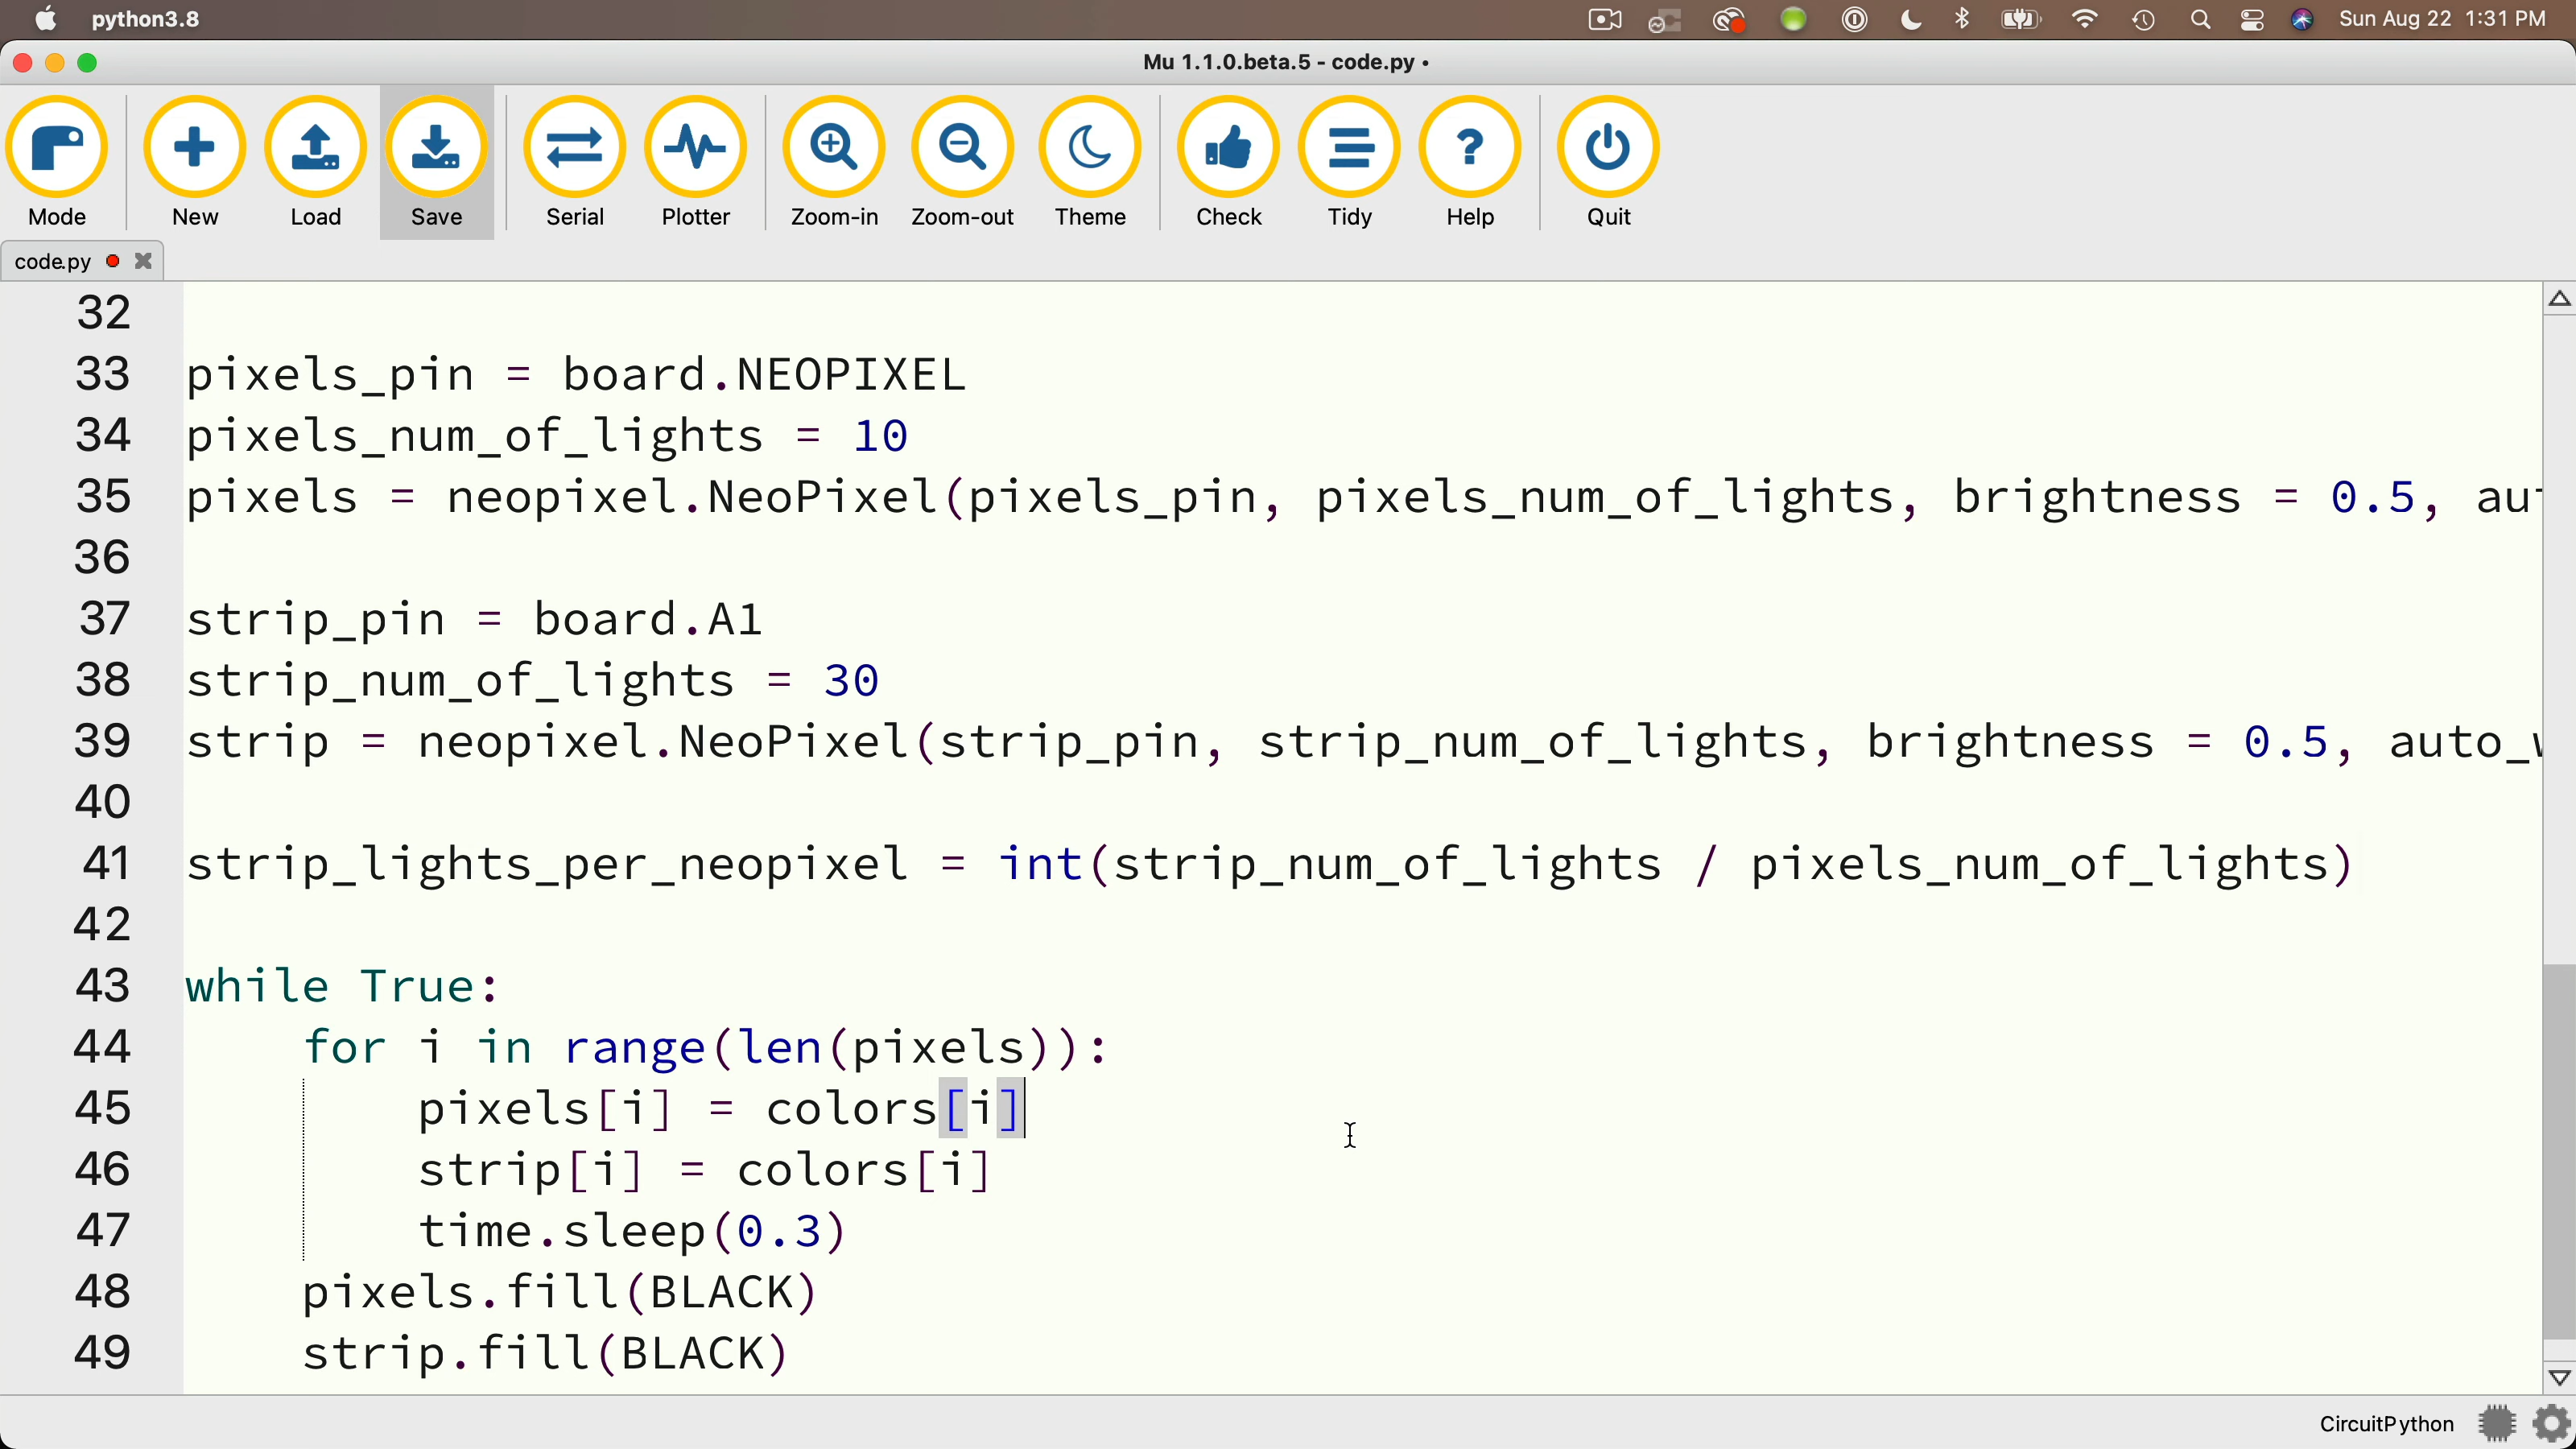 python3.8 Sun Aug 22 1:31 PM
Mu 1.1.0.beta.5 - code.py •
Mode New Load Save Serial Plotter Zoom-in Zoom-out Theme Check Tidy Help Quit
code.py
32
33 pixels_pin = board.NEOPIXEL
34 pixels_num_of_lights = 10
35 pixels = neopixel.NeoPixel(pixels_pin, pixels_num_of_lights, brightness = 0.5, au
36
37 strip_pin = board.A1
38 strip_num_of_lights = 30
39 strip = neopixel.NeoPixel(strip_pin, strip_num_of_lights, brightness = 0.5, auto_
40
41 strip_lights_per_neopixel = int(strip_num_of_lights / pixels_num_of_lights)
42
43 while True:
44     for i in range(len(pixels)):
45         pixels[i] = colors[i]
46         strip[i] = colors[i]
47         time.sleep(0.3)
48     pixels.fill(BLACK)
49     strip.fill(BLACK)
CircuitPython